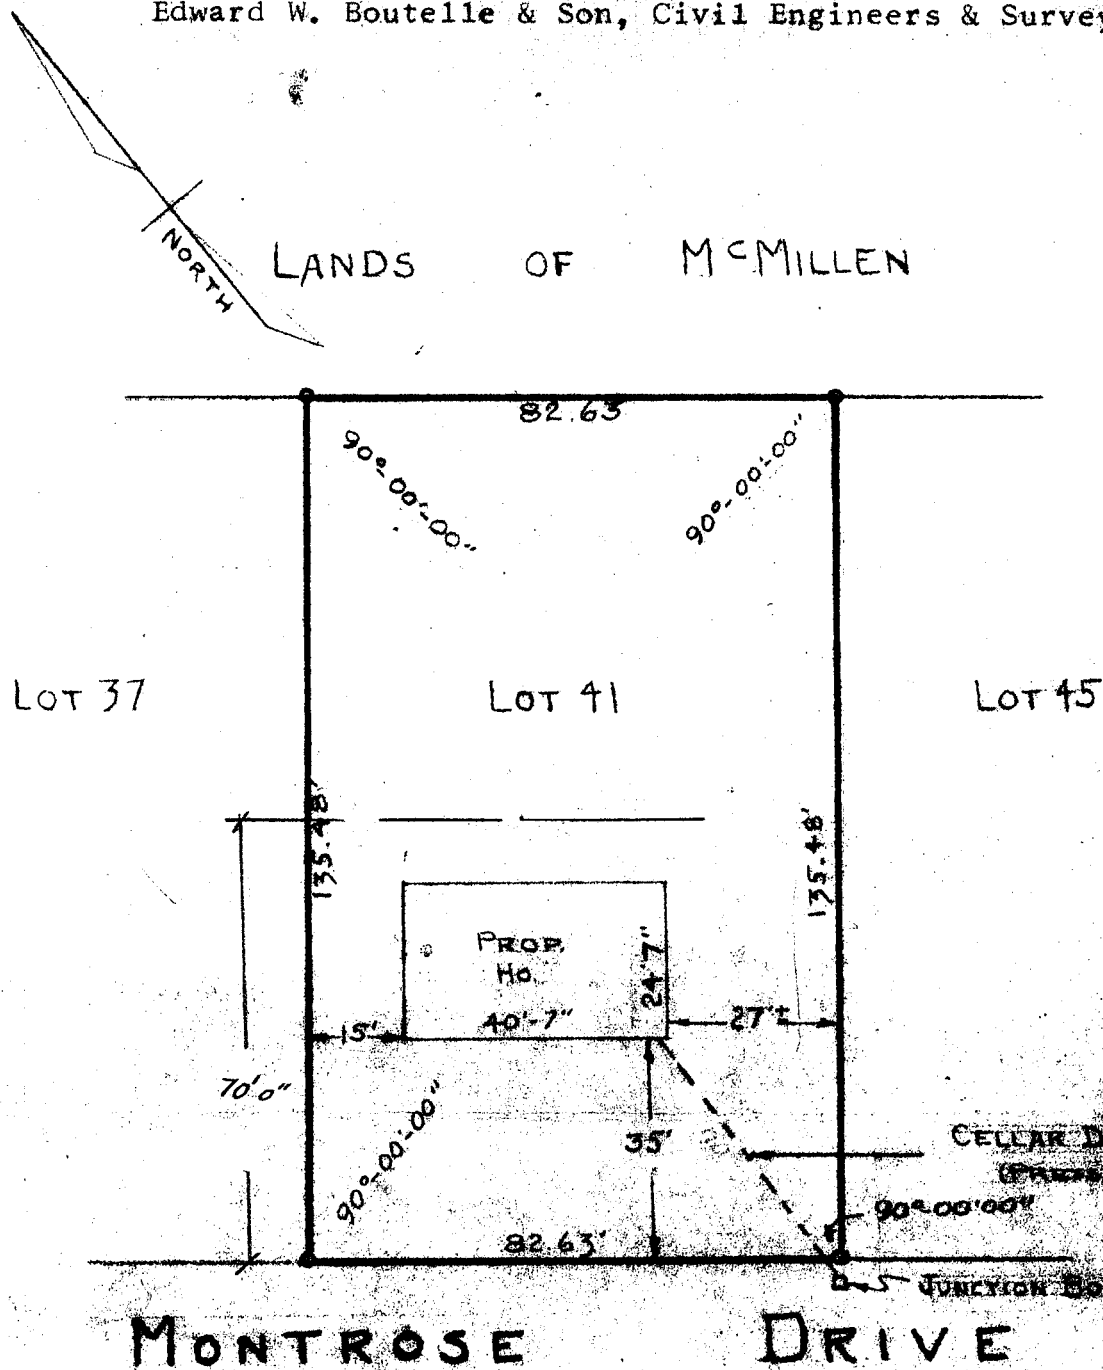 Edward W. Boutelle & Son, Civil Engineers &
NORTH
LANDS OF McMILLEN
82.63
90°-00'-00"
90°-00'-00"
LOT 37
LOT 41
LOT 45
135.48'
135.48'
PROP.
HO.
24'7"
40'-7"
15'
27'±
70'0"
35'
CELLAR
90°-00'-00"
90°00'00"
82.63'
JUNCTION
MONTROSE DRIVE